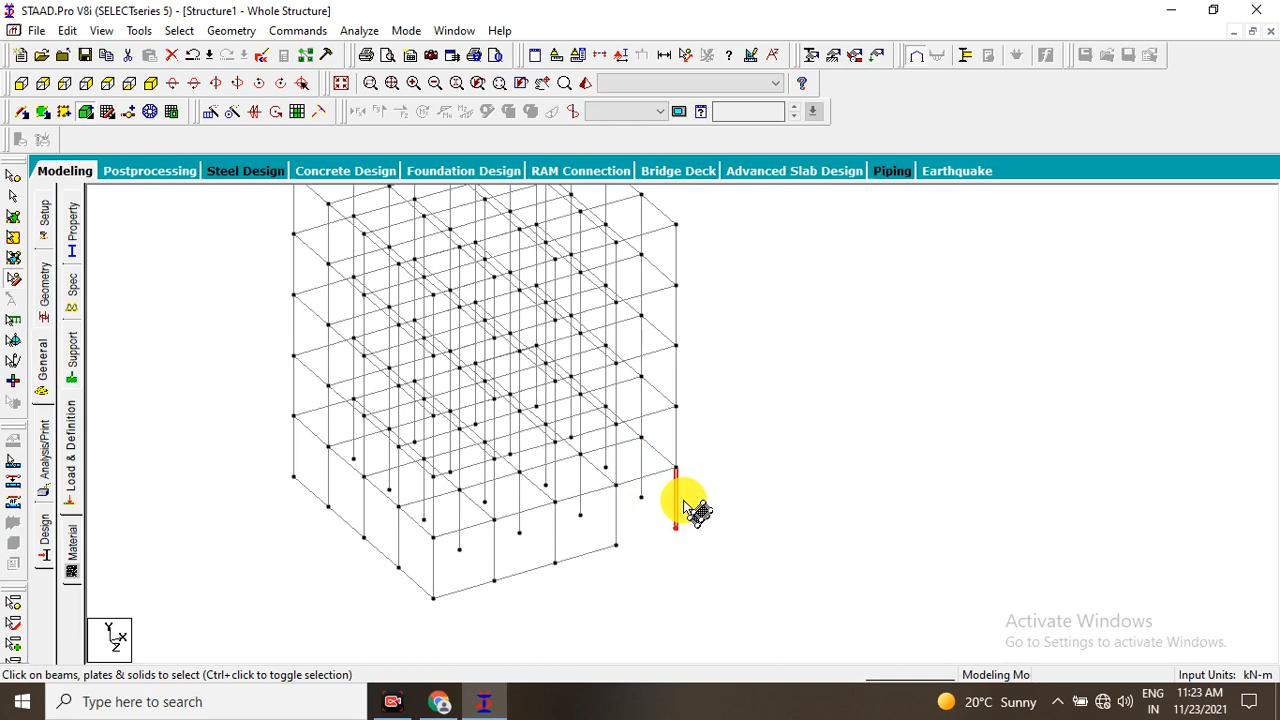 STAAD.Pro V8i (SELECTseries 5) - [Structure1 - Whole Structure]
File Edit View Tools Select Geometry Commands Analyze Mode Window Help
Modeling Postprocessing Steel Design Concrete Design Foundation Design RAM Connection Bridge Deck Advanced Slab Design Piping Earthquake
Setup
Geometry
General
Analysis/Print
Design
Property
Spec
Support
Load & Definition
Material
Y
X
Z
Activate Windows
Go to Settings to activate Windows.
Click on beams, plates & solids to select (Ctrl+click to toggle selection) Modeling Mo Input Units: kN-m
Type here to search
20°C Sunny
ENG
IN
11:23 AM
11/23/2021